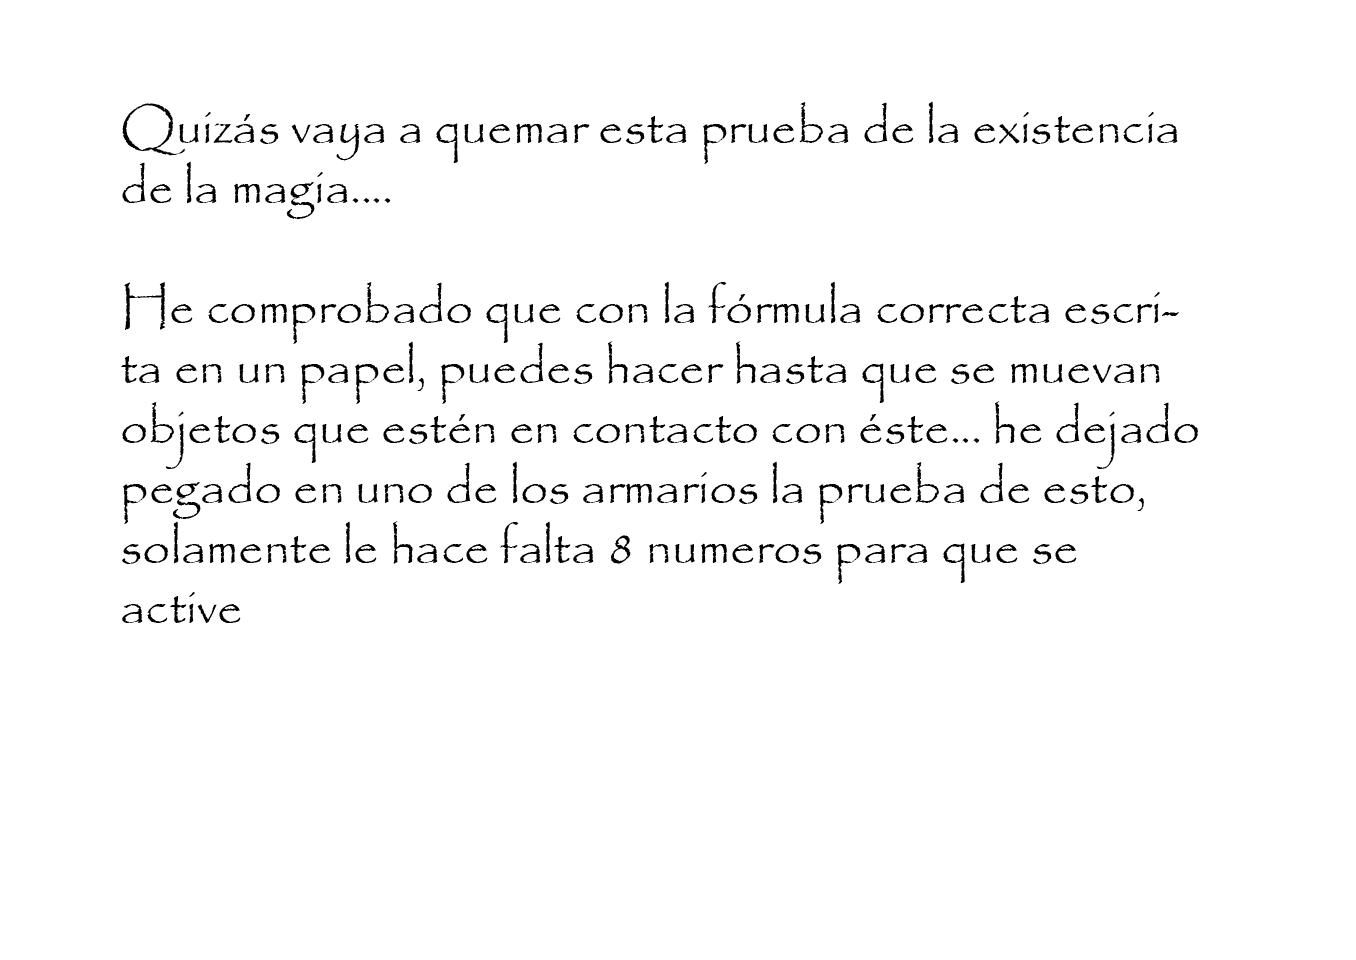 Quizás vaya a quemar esta prueba de la existencia
de la magia....
He comprobado que con la fórmula correcta escri-
ta en un papel, puedes hacer hasta que se muevan
objetos que estén en contacto con éste... he dejado
pegado en uno de los armarios la prueba de esto,
solamente le hace falta 8 numeros para que se
active